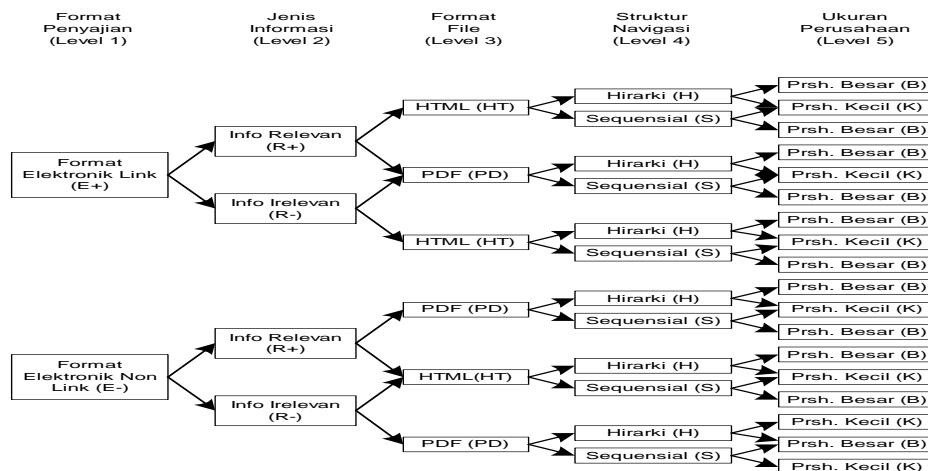 Format
Penyajian
(Level 1)
Jenis
Informasi
(Level 2)
Format
File
(Level 3)
Struktur
Navigasi
(Level 4)
Ukuran
Perusahaan
(Level 5)
Format
Elektronik Link
(E+)
Info Relevan
(R+)
Info Irelevan
(R-)
HTML (HT)
PDF (PD)
HTML (HT)
Hirarki (H)
Sequensial (S)
Hirarki (H)
Sequensial (S)
Hirarki (H)
Sequensial (S)
Prsh. Besar (B)
Prsh. Kecil (K)
Prsh. Besar (B)
Prsh. Besar (B)
Prsh. Kecil (K)
Prsh. Besar (B)
Prsh. Besar (B)
Prsh. Kecil (K)
Prsh. Besar (B)
Format
Elektronik Non
Link (E-)
Info Relevan
(R+)
Info Irelevan
(R-)
PDF (PD)
HTML(HT)
PDF (PD)
Hirarki (H)
Sequensial (S)
Hirarki (H)
Sequensial (S)
Hirarki (H)
Sequensial (S)
Prsh. Besar (B)
Prsh. Kecil (K)
Prsh. Besar (B)
Prsh. Besar (B)
Prsh. Kecil (K)
Prsh. Besar (B)
Prsh. Kecil (K)
Prsh. Besar (B)
Prsh. Kecil (K)